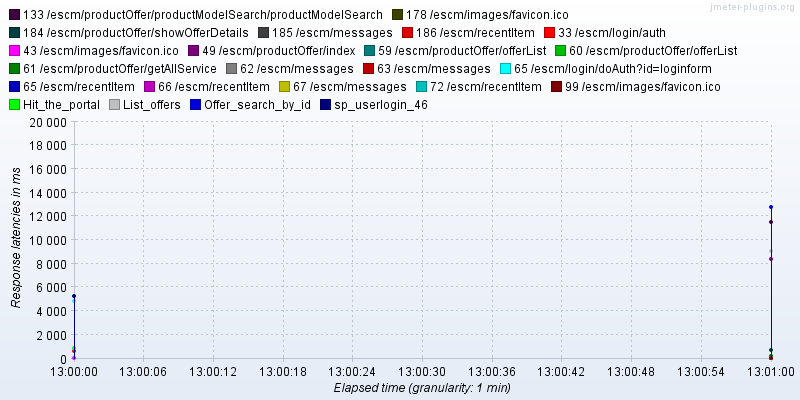 jmeter-plugins.org
133 /escm/productOffer/productModelSearch/productModelSearch 178 /escm/images/favicon.ico
184 /escm/productOffer/showOfferDetails 185 /escm/messages 186 /escm/recentItem 33 /escm/login/auth
43 /escm/images/favicon.ico 49 /escm/productOffer/index 59 /escm/productOffer/offerList 60 /escm/productOffer/offerList
61 /escm/productOffer/getAllService 62 /escm/messages 63 /escm/messages 65 /escm/login/doAuth?id=loginform
65 /escm/recentItem 66 /escm/recentItem 67 /escm/messages 72 /escm/recentItem 99 /escm/images/favicon.ico
Hit_the_portal List_offers Offer_search_by_id sp_userlogin_46
20 000
18 000
16 000
14 000
12 000
10 000
8 000
6 000
4 000
2 000
0
Response latencies in ms
13:00:00 13:00:06 13:00:12 13:00:18 13:00:24 13:00:30 13:00:36 13:00:42 13:00:48 13:00:54 13:01:00
Elapsed time (granularity: 1 min)